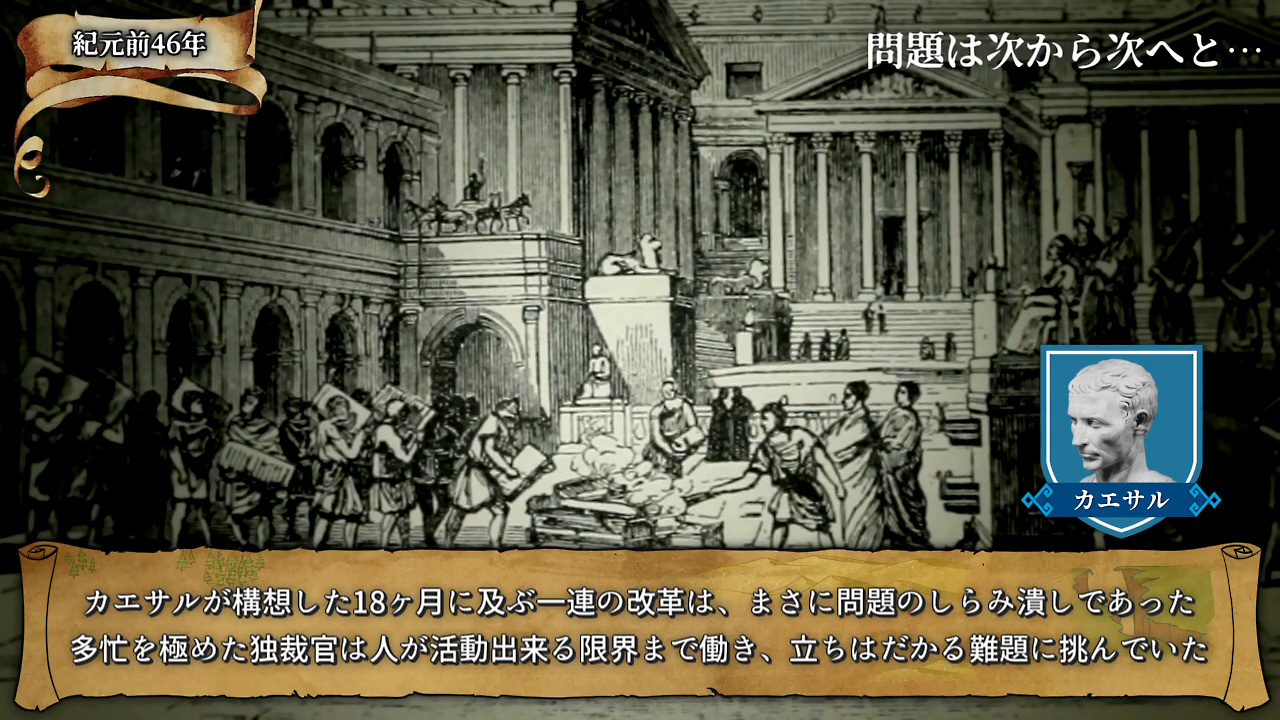 紀元前46年
問題は次から次へと…
カエサル
カエサルが構想した18ヶ月に及ぶ一連の改革は、まさに問題のしらみ潰しであった
多忙を極めた独裁官は人が活動出来る限界まで働き、立ちはだかる難題に挑んでいた